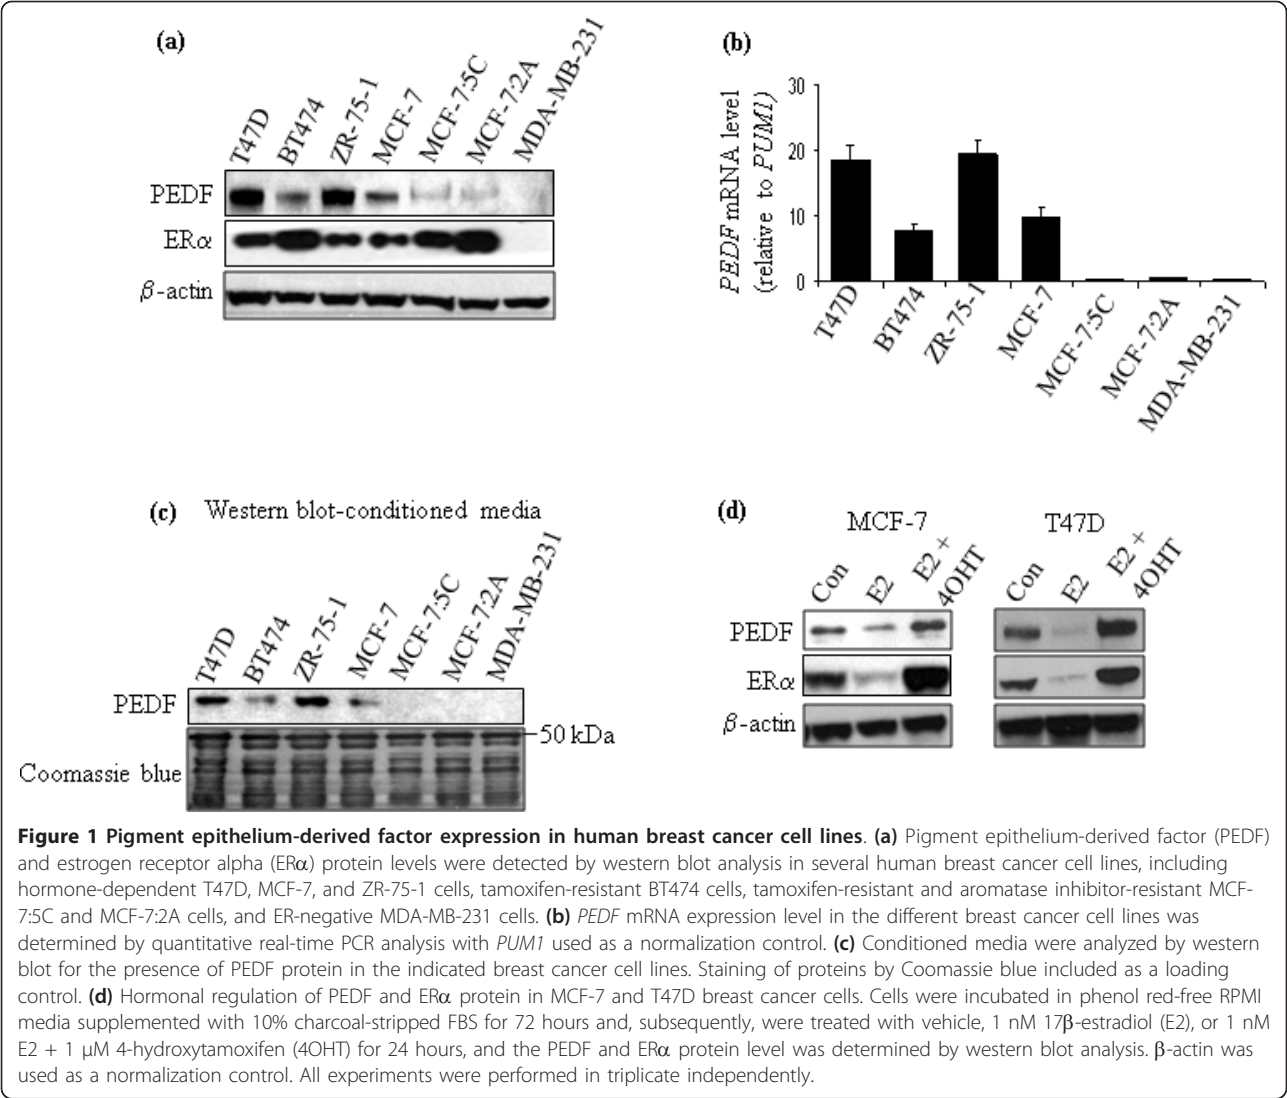 (a)
T47D
BT474
ZR-75-1
MCF-7
MCF-7:5C
MCF-7:2A
MDA-MB-231
PEDF
ERα
β-actin
(b)
PEDF mRNA level
(relative to PUM1)
30
20
10
0
T47D
BT474
ZR-75-1
MCF-7
MCF-7:5C
MCF-7:2A
MDA-MB-231
(c) Western blot-conditioned media
T47D
BT474
ZR-75-1
MCF-7
MCF-7:5C
MCF-7:2A
MDA-MB-231
PEDF
50 kDa
Coomassie blue
(d)
MCF-7
T47D
Con
E2
E2 +
4OHT
Con
E2
E2 +
4OHT
PEDF
ERα
β-actin
Figure 1 Pigment epithelium-derived factor expression in human breast cancer cell lines. (a) Pigment epithelium-derived factor (PEDF)
and estrogen receptor alpha (ERα) protein levels were detected by western blot analysis in several human breast cancer cell lines, including
hormone-dependent T47D, MCF-7, and ZR-75-1 cells, tamoxifen-resistant BT474 cells, tamoxifen-resistant and aromatase inhibitor-resistant MCF-
7:5C and MCF-7:2A cells, and ER-negative MDA-MB-231 cells. (b) PEDF mRNA expression level in the different breast cancer cell lines was
determined by quantitative real-time PCR analysis with PUM1 used as a normalization control. (c) Conditioned media were analyzed by western
blot for the presence of PEDF protein in the indicated breast cancer cell lines. Staining of proteins by Coomassie blue included as a loading
control. (d) Hormonal regulation of PEDF and ERα protein in MCF-7 and T47D breast cancer cells. Cells were incubated in phenol red-free RPMI
media supplemented with 10% charcoal-stripped FBS for 72 hours and, subsequently, were treated with vehicle, 1 nM 17β-estradiol (E2), or 1 nM
E2 + 1 μM 4-hydroxytamoxifen (4OHT) for 24 hours, and the PEDF and ERα protein level was determined by western blot analysis. β-actin was
used as a normalization control. All experiments were performed in triplicate independently.